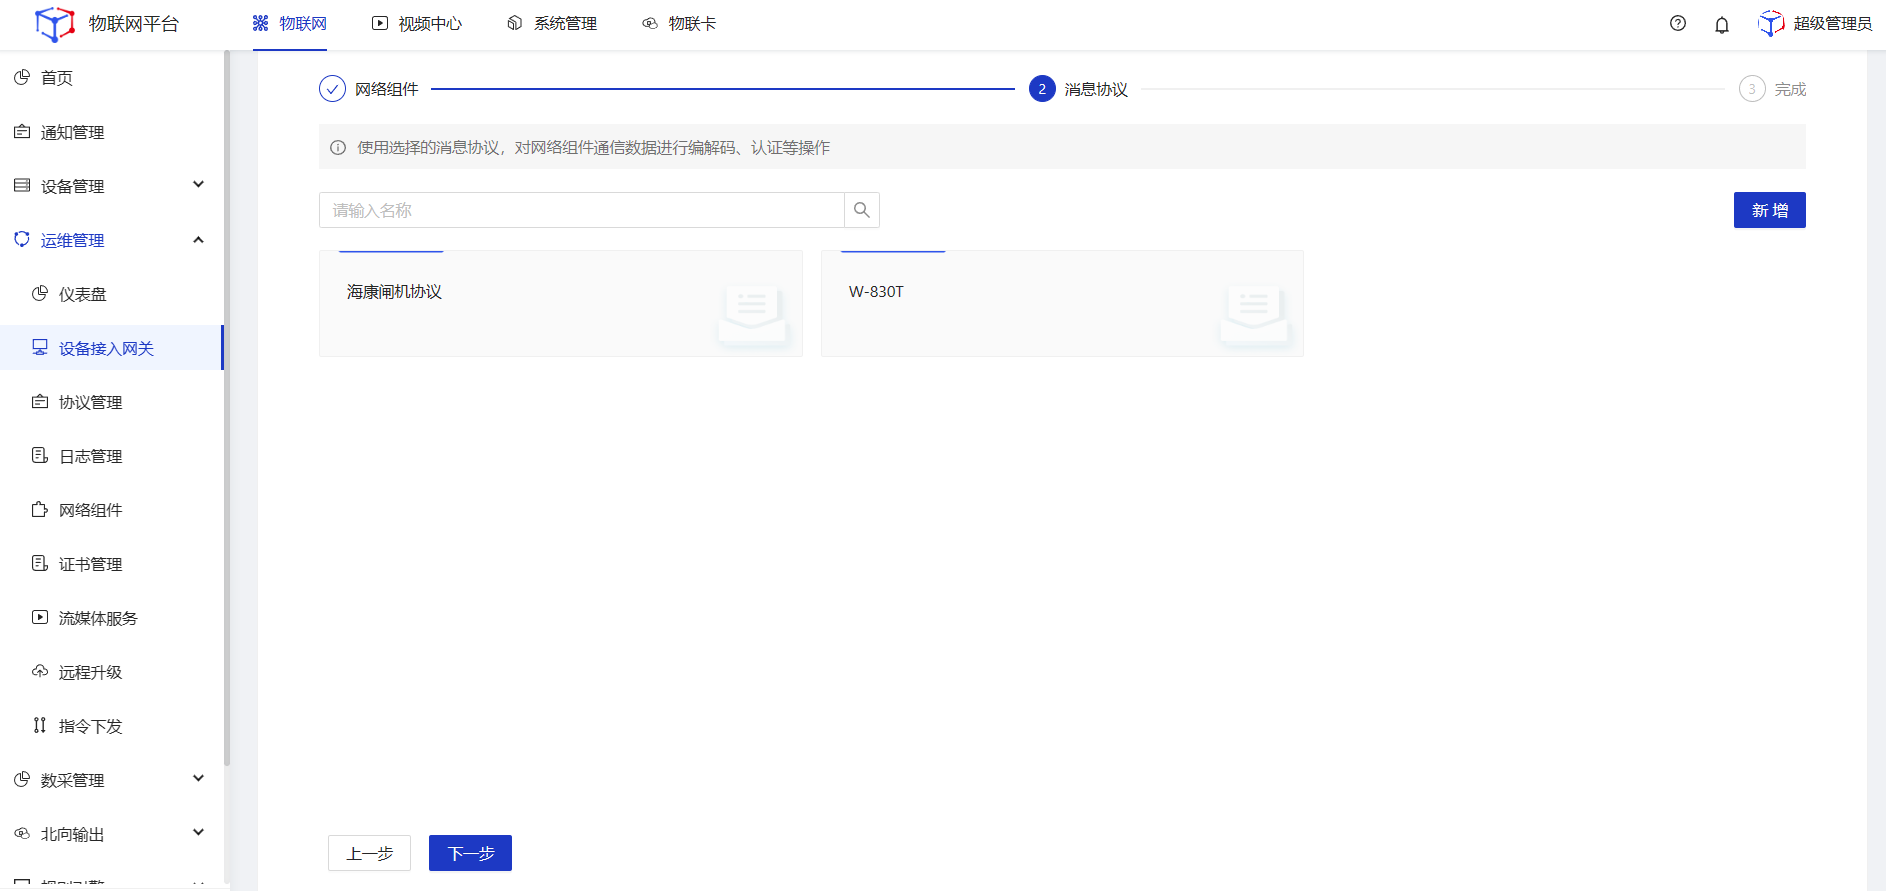 物联网平台
物联网
视频中心
系统管理
物联卡
超级管理员
首页
通知管理
设备管理
运维管理
仪表盘
设备接入网关
协议管理
日志管理
网络组件
证书管理
流媒体服务
远程升级
指令下发
数采管理
北向输出
网络组件
2 消息协议
3 完成
使用选择的消息协议，对网络组件通信数据进行编解码、认证等操作
请输入名称
新增
海康闸机协议
W-830T
上一步
下一步